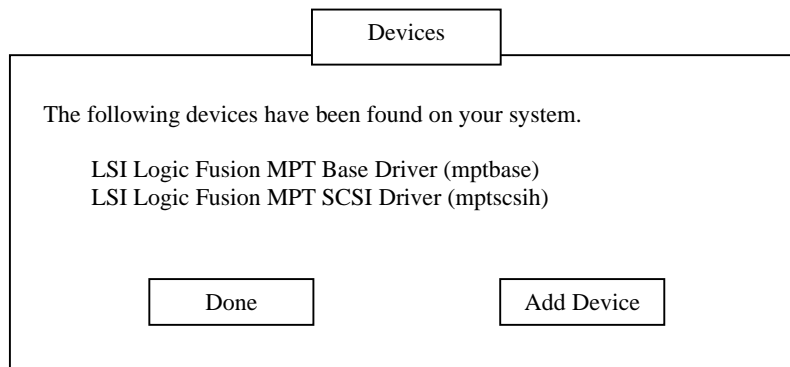 Devices
The following devices have been found on your system.
LSI Logic Fusion MPT Base Driver (mptbase)
LSI Logic Fusion MPT SCSI Driver (mptscsih)
Done
Add Device